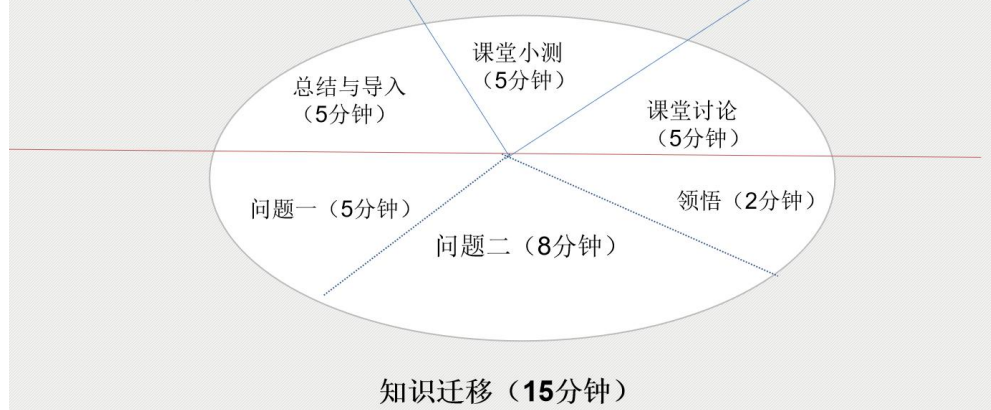 课堂小测
（5分钟）
总结与导入
（5分钟）
课堂讨论
（5分钟）
问题一（5分钟）
领悟（2分钟）
问题二（8分钟）
知识迁移（15分钟）